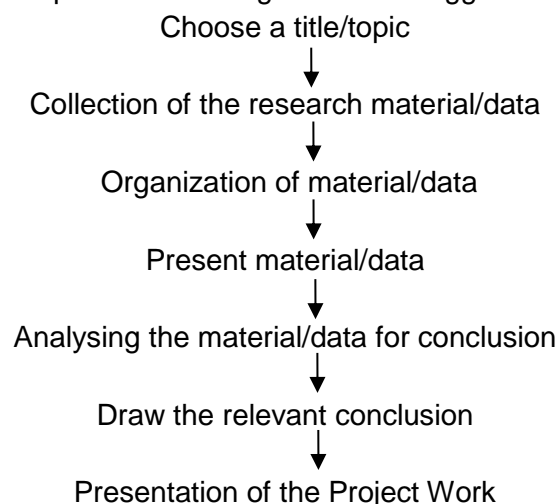 Choose a title/topic
Collection of the research material/data
Organization of material/data
Present material/data
Analysing the material/data for conclusion
Draw the relevant conclusion
Presentation of the Project Work